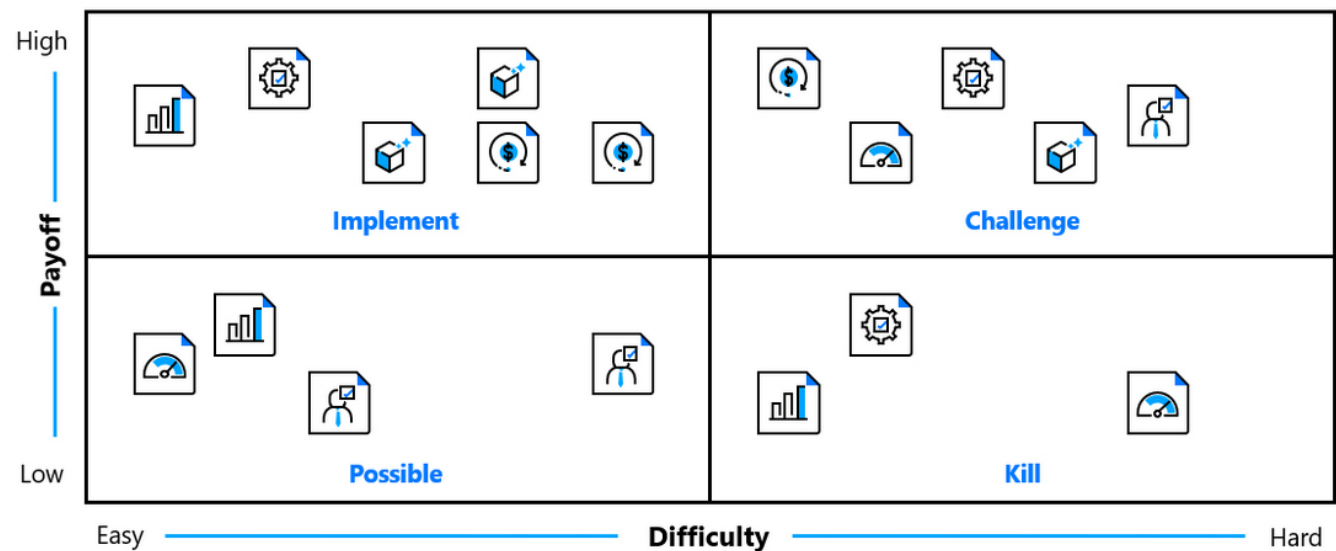 High
Payoff
Low
Implement
Challenge
Possible
Kill
Easy
Difficulty
Hard
$
$
$